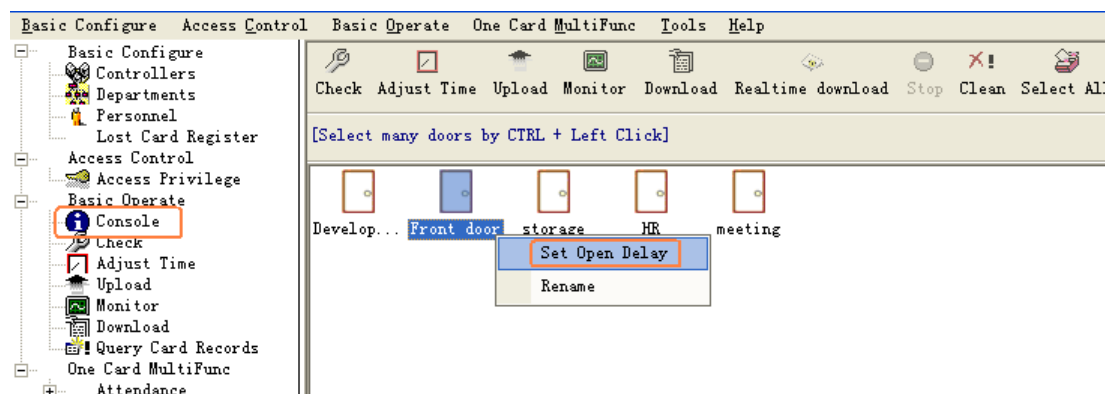 Basic Configure Access Control Basic Operate One Card MultiFunc Tools Help
Basic Configure
Controllers
Departments
Personnel
Lost Card Register
Access Control
Access Privilege
Basic Operate
Console
Check
Adjust Time
Upload
Monitor
Download
Query Card Records
One Card MultiFunc
Attendance
Check Adjust Time Upload Monitor Download Realtime download Stop Clean Select All
[Select many doors by CTRL + Left Click]
Develop... Front door storage HR meeting
Set Open Delay
Rename